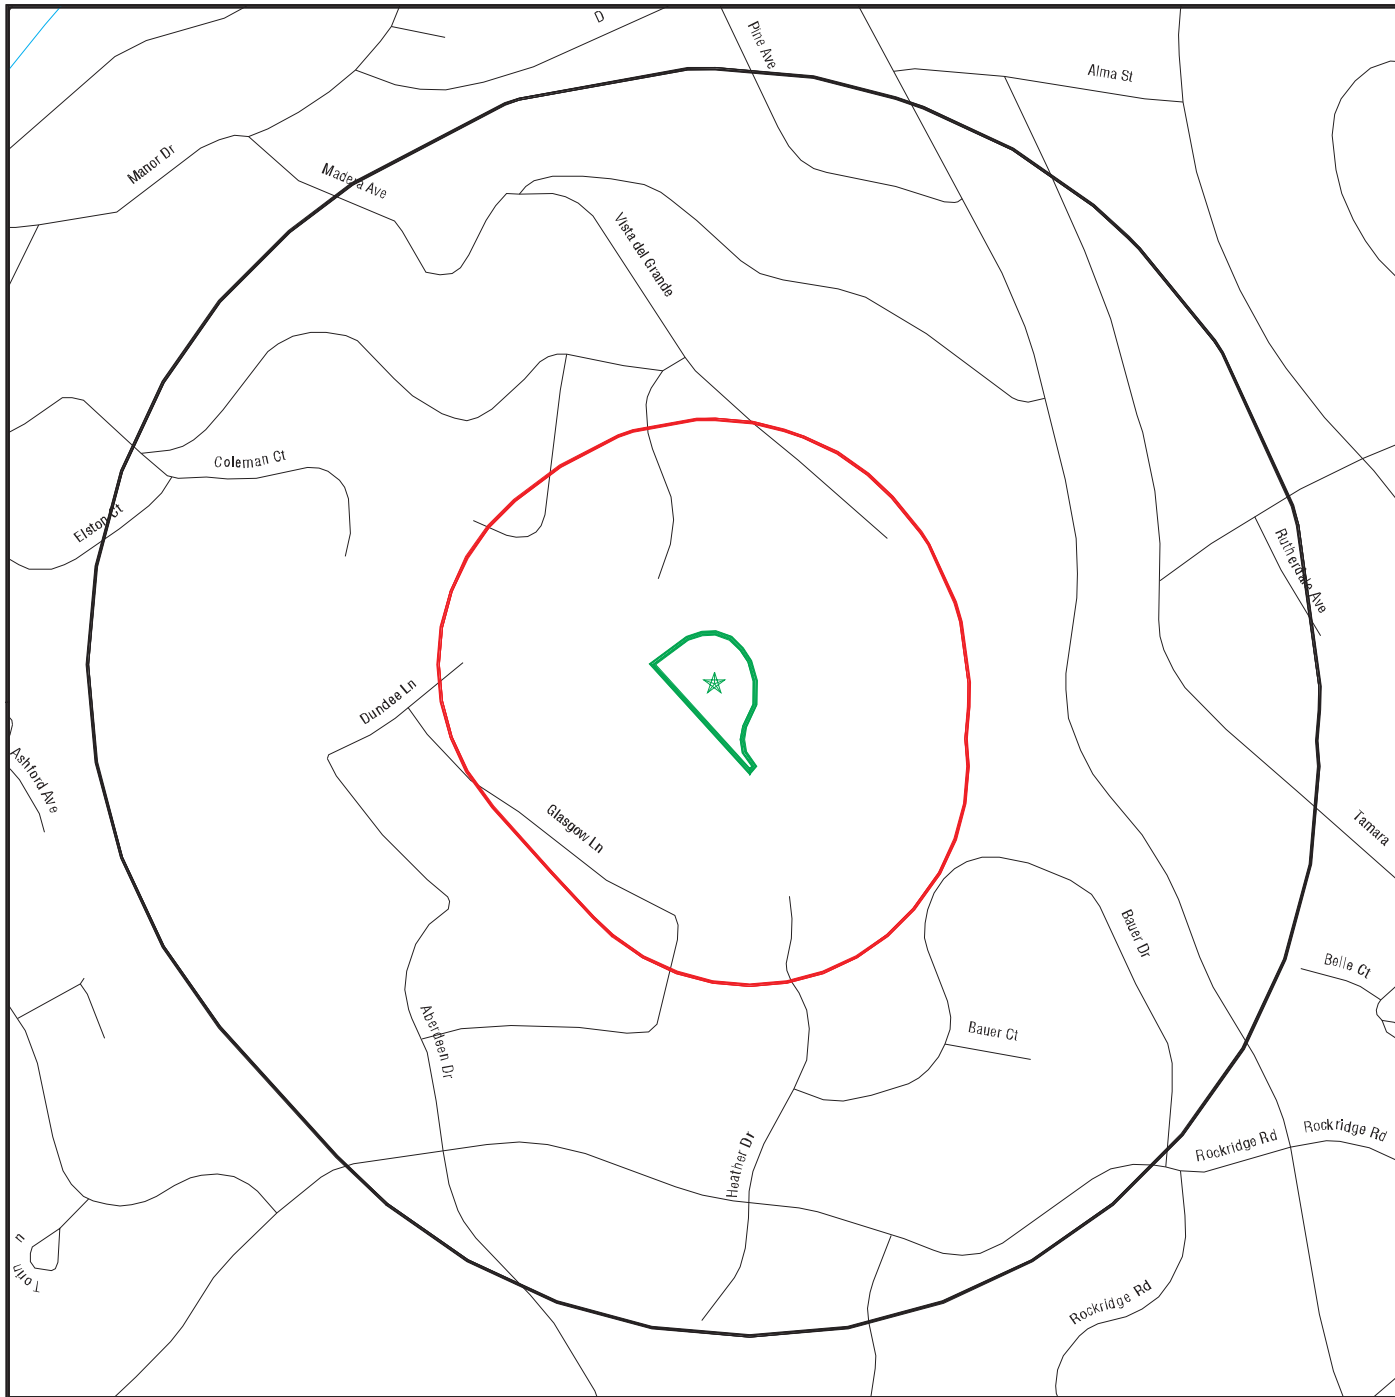 D
Pine Ave
Alma St
Manor Dr
Madera Ave
Vista del Grande
Coleman Ct
Elston Ct
Rutherdale Ave
Dundee Ln
Ashford Ave
Glasgow Ln
Tamara
Bauer Dr
Belle Ct
Bauer Ct
Aberdeen Dr
Heather Dr
Rockridge Rd
Rockridge Rd
n
Torin
Rockridge Rd